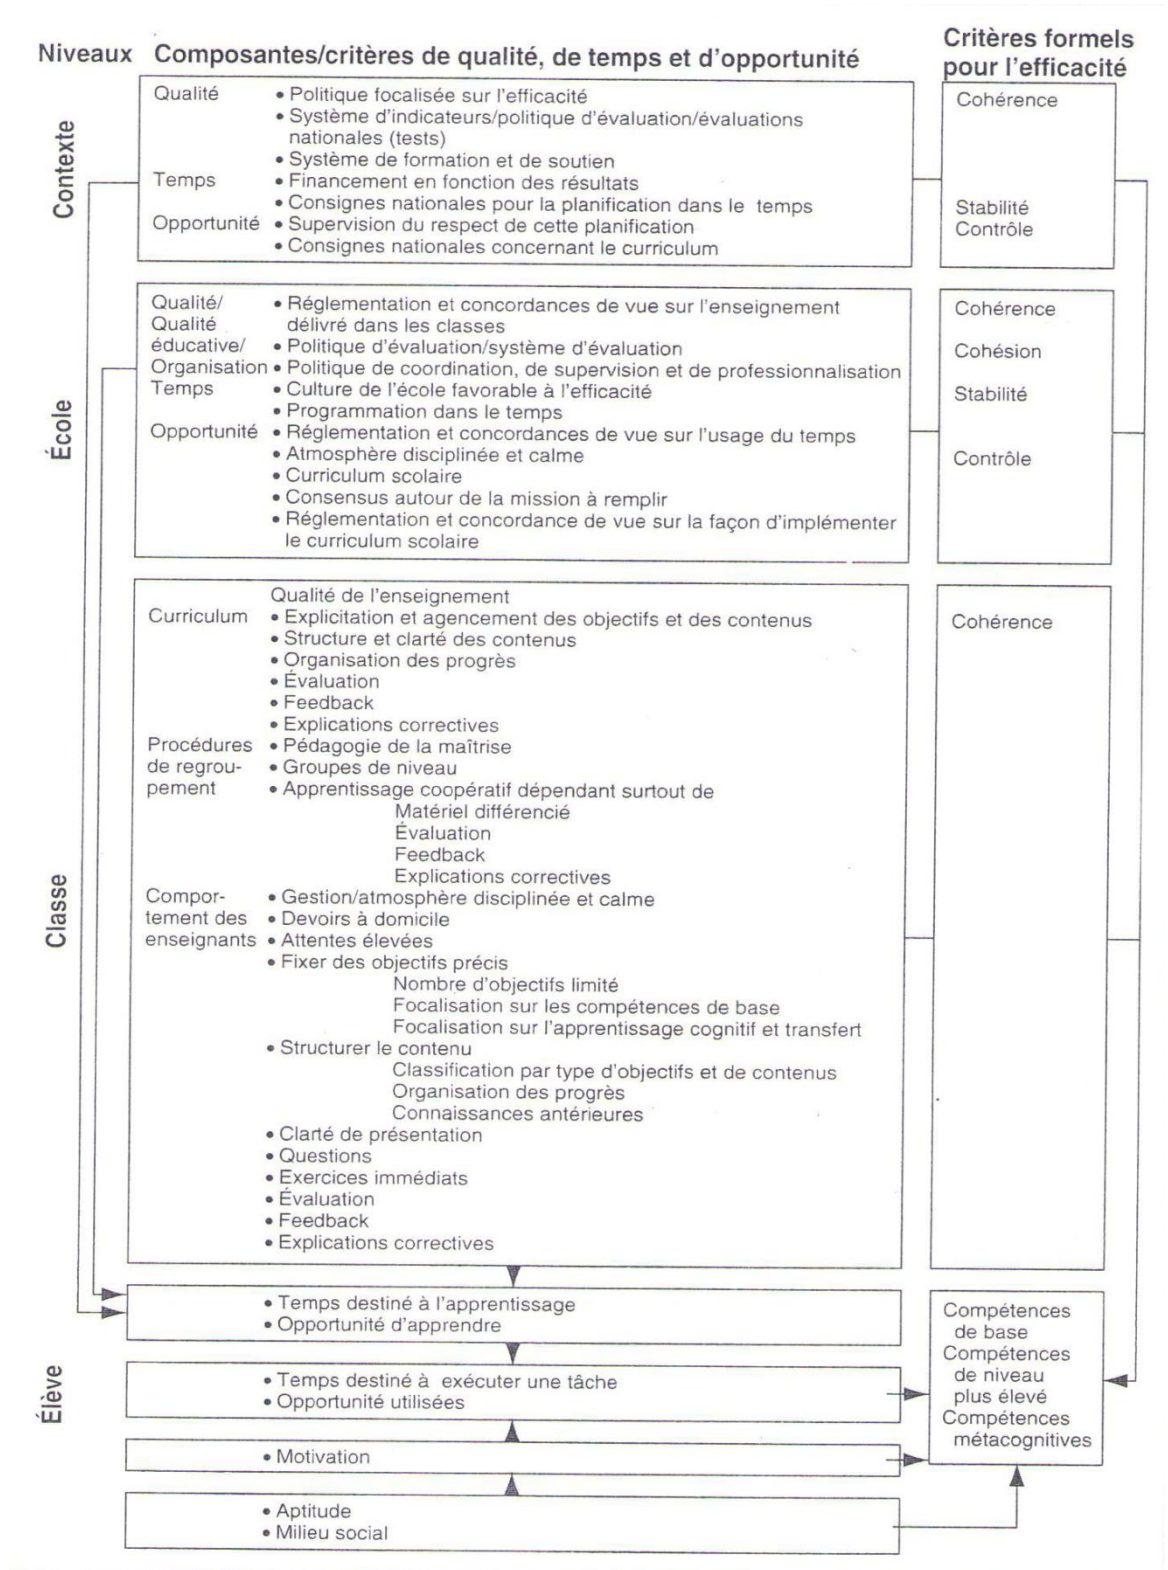 Niveaux Composantes/critères de qualité, de temps et d'opportunité
Critères formels
pour l'efficacité
Contexte
Qualité • Politique focalisée sur l'efficacité
• Système d'indicateurs/politique d'évaluation/évaluations
nationales (tests)
• Système de formation et de soutien
Temps • Financement en fonction des résultats
• Consignes nationales pour la planification dans le temps
Opportunité • Supervision du respect de cette planification
• Consignes nationales concernant le curriculum
Cohérence
Stabilité
Contrôle
École
Qualité/ • Réglementation et concordances de vue sur l'enseignement
Qualité délivré dans les classes
éducative/ • Politique d'évaluation/système d'évaluation
Organisation • Politique de coordination, de supervision et de professionnalisation
Temps • Culture de l'école favorable à l'efficacité
• Programmation dans le temps
Opportunité • Réglementation et concordances de vue sur l'usage du temps
• Atmosphère disciplinée et calme
• Curriculum scolaire
• Consensus autour de la mission à remplir
• Réglementation et concordance de vue sur la façon d'implémenter
le curriculum scolaire
Cohérence
Cohésion
Stabilité
Contrôle
Classe
Qualité de l'enseignement
Curriculum • Explicitation et agencement des objectifs et des contenus
• Structure et clarté des contenus
• Organisation des progrès
• Évaluation
• Feedback
• Explications correctives
Procédures • Pédagogie de la maîtrise
de regrou- • Groupes de niveau
pement • Apprentissage coopératif dépendant surtout de
Matériel différencié
Évaluation
Feedback
Explications correctives
Compor- • Gestion/atmosphère disciplinée et calme
tement des • Devoirs à domicile
enseignants • Attentes élevées
• Fixer des objectifs précis
Nombre d'objectifs limité
Focalisation sur les compétences de base
Focalisation sur l'apprentissage cognitif et transfert
• Structurer le contenu
Classification par type d'objectifs et de contenus
Organisation des progrès
Connaissances antérieures
• Clarté de présentation
• Questions
• Exercices immédiats
• Évaluation
• Feedback
• Explications correctives
Cohérence
Élève
• Temps destiné à l'apprentissage
• Opportunité d'apprendre
• Temps destiné à exécuter une tâche
• Opportunité utilisées
• Motivation
• Aptitude
• Milieu social
Compétences
de base
Compétences
de niveau
plus élevé
Compétences
métacognitives